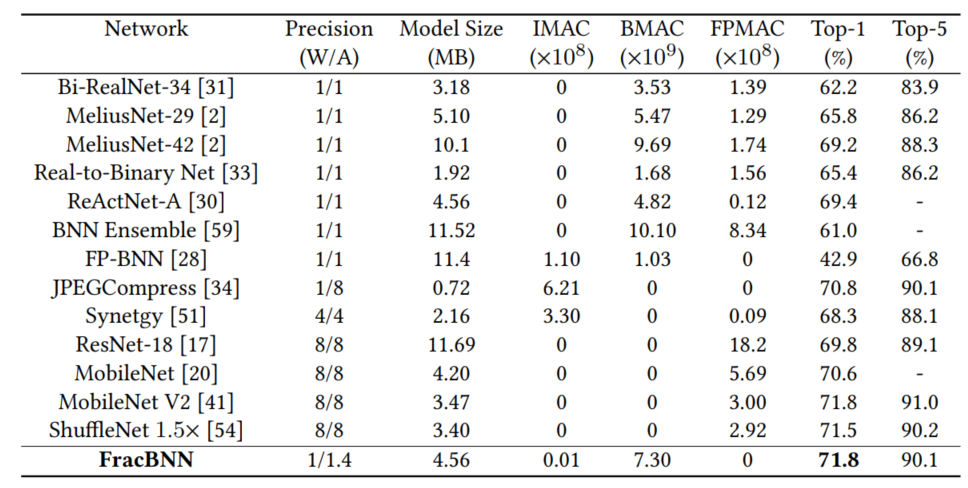 Network Precision Model Size IMAC BMAC FPMAC Top-1 Top-5
(W/A) (MB) (×10⁸) (×10⁹) (×10⁸) (%) (%)
Bi-RealNet-34 [31] 1/1 3.18 0 3.53 1.39 62.2 83.9
MeliusNet-29 [2] 1/1 5.10 0 5.47 1.29 65.8 86.2
MeliusNet-42 [2] 1/1 10.1 0 9.69 1.74 69.2 88.3
Real-to-Binary Net [33] 1/1 1.92 0 1.68 1.56 65.4 86.2
ReActNet-A [30] 1/1 4.56 0 4.82 0.12 69.4 -
BNN Ensemble [59] 1/1 11.52 0 10.10 8.34 61.0 -
FP-BNN [28] 1/1 11.4 1.10 1.03 0 42.9 66.8
JPEGCompress [34] 1/8 0.72 6.21 0 0 70.8 90.1
Synetgy [51] 4/4 2.16 3.30 0 0.09 68.3 88.1
ResNet-18 [17] 8/8 11.69 0 0 18.2 69.8 89.1
MobileNet [20] 8/8 4.20 0 0 5.69 70.6 -
MobileNet V2 [41] 8/8 3.47 0 0 3.00 71.8 91.0
ShuffleNet 1.5× [54] 8/8 3.40 0 0 2.92 71.5 90.2
FracBNN 1/1.4 4.56 0.01 7.30 0 71.8 90.1